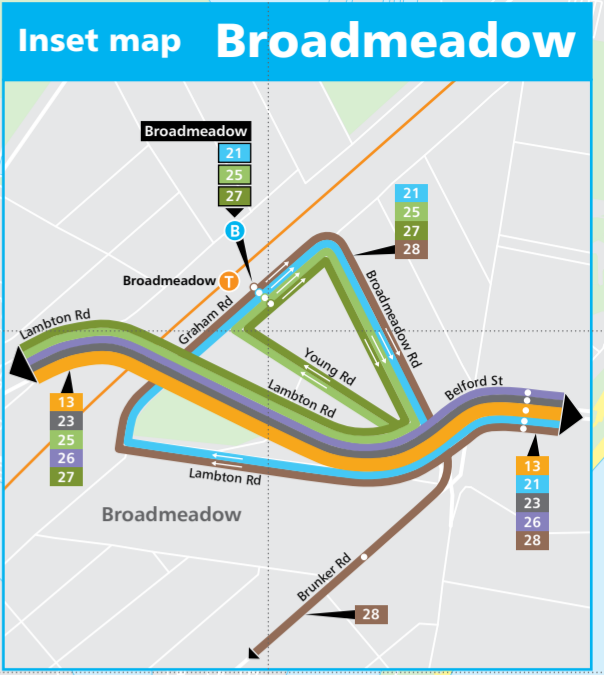 Inset map Broadmeadow
Broadmeadow
21
25
27
B
Broadmeadow T
21
25
27
28
Lambton Rd
Graham Rd
Broadmeadow Rd
Young Rd
Lambton Rd
Belford St
13
23
25
26
27
Lambton Rd
13
21
23
26
28
Broadmeadow
Brunker Rd
28